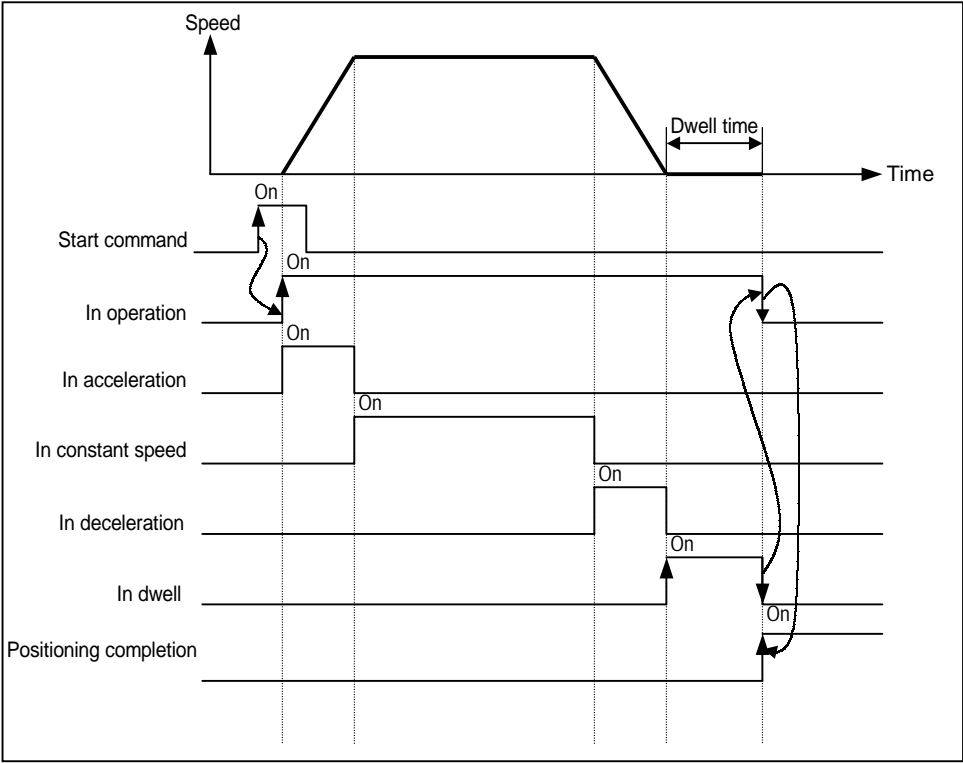 Speed
Dwell time
Time
On
Start command
On
In operation
On
In acceleration
On
In constant speed
On
In deceleration
On
In dwell
On
Positioning completion